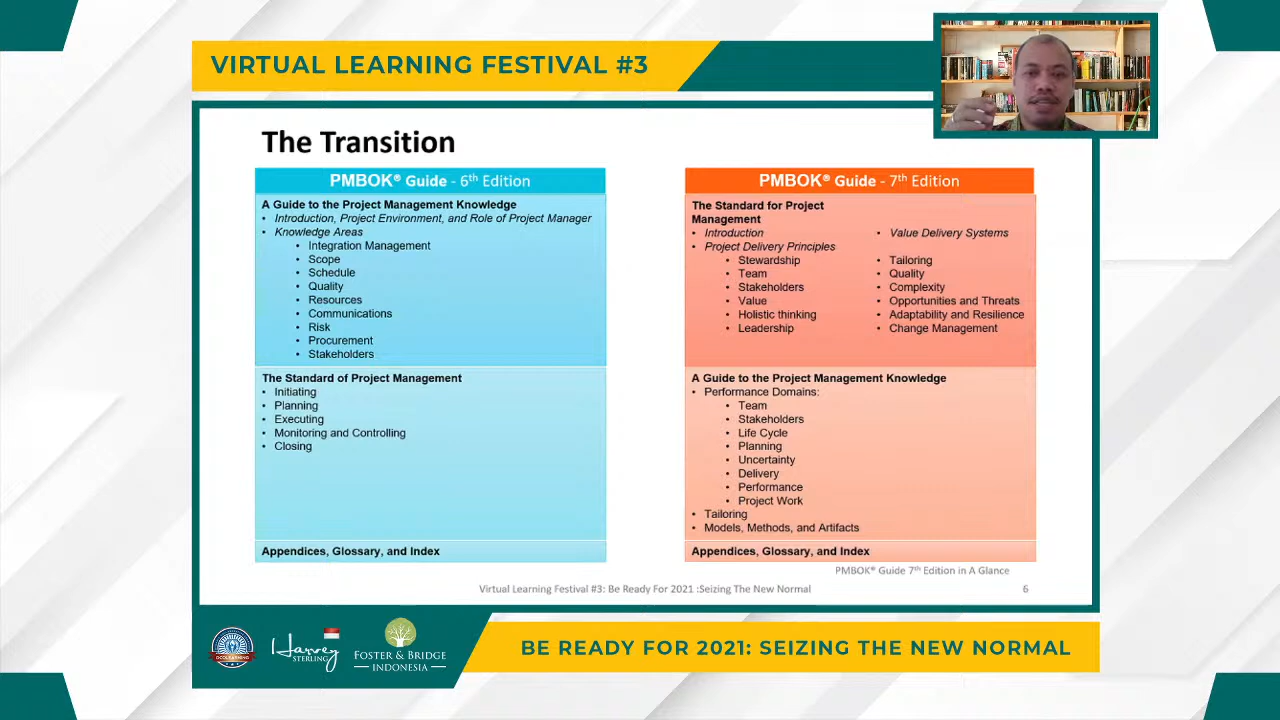 VIRTUAL LEARNING FESTIVAL #3
The Transition
PMBOK® Guide - 6th Edition
A Guide to the Project Management Knowledge
• Introduction, Project Environment, and Role of Project Manager
• Knowledge Areas
• Integration Management
• Scope
• Schedule
• Quality
• Resources
• Communications
• Risk
• Procurement
• Stakeholders
The Standard of Project Management
• Initiating
• Planning
• Executing
• Monitoring and Controlling
• Closing
Appendices, Glossary, and Index
PMBOK® Guide - 7th Edition
The Standard for Project
Management
• Introduction
• Project Delivery Principles
• Stewardship
• Team
• Stakeholders
• Value
• Holistic thinking
• Leadership
• Value Delivery Systems
• Tailoring
• Quality
• Complexity
• Opportunities and Threats
• Adaptability and Resilience
• Change Management
A Guide to the Project Management Knowledge
• Performance Domains:
• Team
• Stakeholders
• Life Cycle
• Planning
• Uncertainty
• Delivery
• Performance
• Project Work
• Tailoring
• Models, Methods, and Artifacts
Appendices, Glossary, and Index
PMBOK® Guide 7th Edition in A Glance
Virtual Learning Festival #3: Be Ready For 2021 :Seizing The New Normal
6
Harvey
STERLING
FOSTER & BRIDGE
INDONESIA
BE READY FOR 2021: SEIZING THE NEW NORMAL